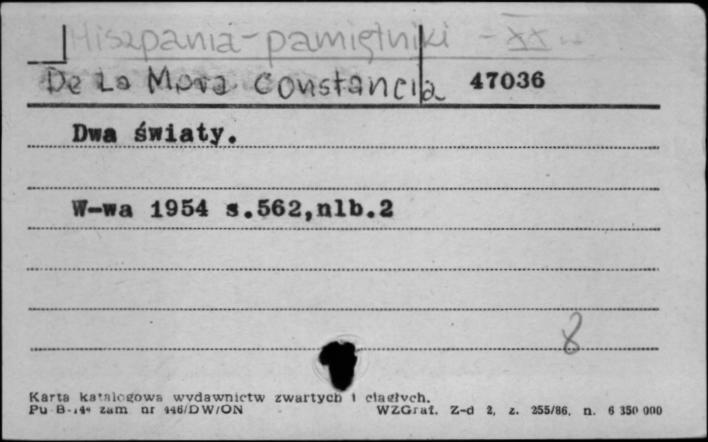 Hiszpania - pamiętniki - XX w.
De La Mora Constancia 47036
Dwa światy.
W-wa 1954 s.562,nlb.2
8
Karta katalogowa wydawnictw zwartych i ciągłych.
Pu B-144 zam nr 446/DW/ON WZGraf. Z-d 2, z. 255/86. n. 6 350 000